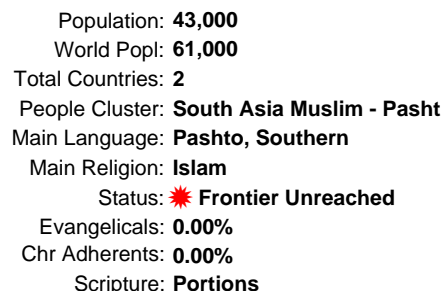 Population: 43,000
World Popl: 61,000
Total Countries: 2
People Cluster: South Asia Muslim - Pasht
Main Language: Pashto, Southern
Main Religion: Islam
Status: Frontier Unreached
Evangelicals: 0.00%
Chr Adherents: 0.00%
Scripture: Portions